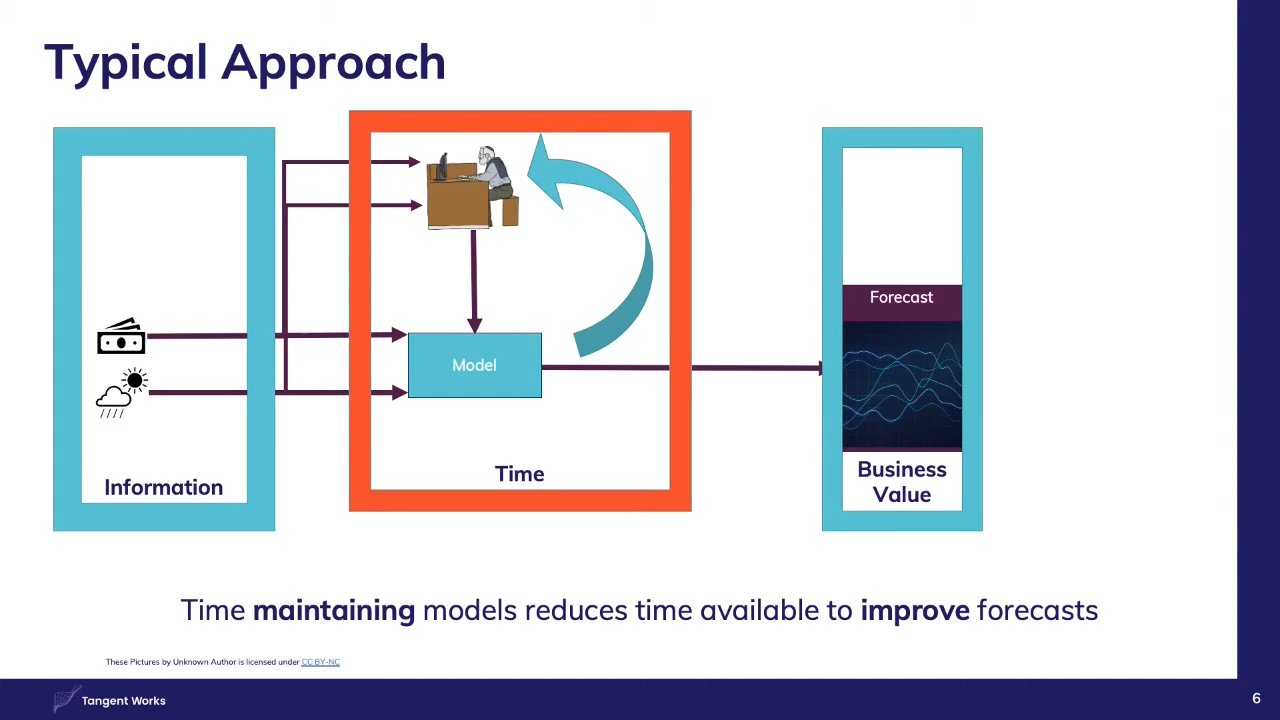 Typical Approach
Forecast
Model
Information
Time
Business
Value
Time maintaining models reduces time available to improve forecasts
These Pictures by Unknown Author is licensed under CC BY-NC
Tangent Works
6